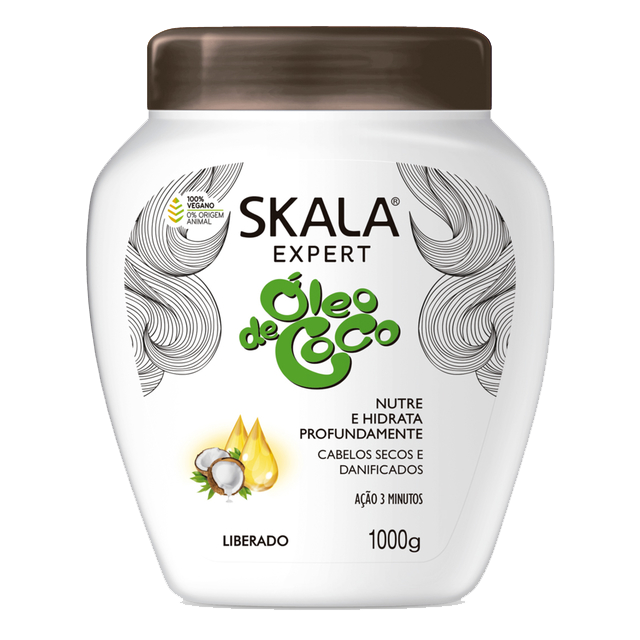 100%
VEGANO
0% ORIGEM
ANIMAL
SKALA®
EXPERT
Óleo
de Coco
NUTRE
E HIDRATA
PROFUNDAMENTE
CABELOS SECOS E
DANIFICADOS
AÇÃO 3 MINUTOS
LIBERADO
1000g